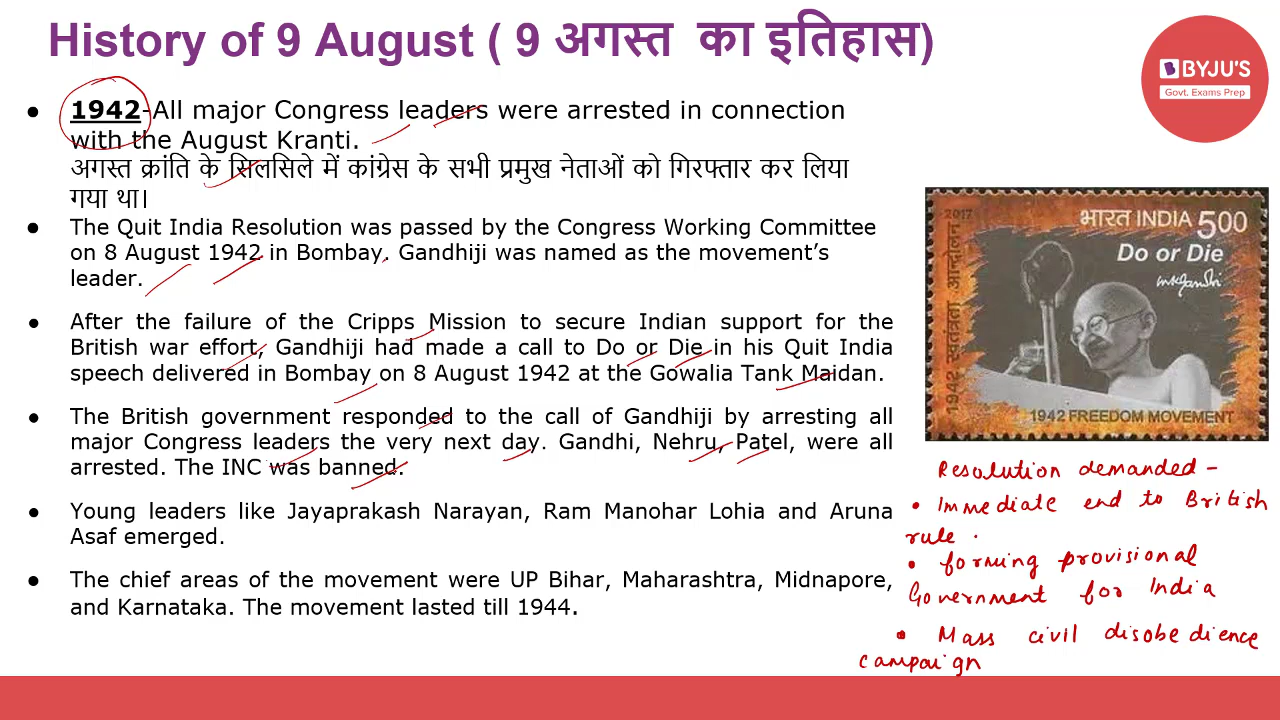 History of 9 August ( 9 अगस्त का इतिहास)
BYJU'S
Govt. Exams Prep
● 1942-All major Congress leaders were arrested in connection
with the August Kranti.
अगस्त क्रांति के सिलसिले में कांग्रेस के सभी प्रमुख नेताओं को गिरफ्तार कर लिया
गया था।
● The Quit India Resolution was passed by the Congress Working Committee
on 8 August 1942 in Bombay. Gandhiji was named as the movement's
leader.
● After the failure of the Cripps Mission to secure Indian support for the
British war effort, Gandhiji had made a call to Do or Die in his Quit India
speech delivered in Bombay on 8 August 1942 at the Gowalia Tank Maidan.
● The British government responded to the call of Gandhiji by arresting all
major Congress leaders the very next day. Gandhi, Nehru, Patel, were all
arrested. The INC was banned.
● Young leaders like Jayaprakash Narayan, Ram Manohar Lohia and Aruna
Asaf emerged.
● The chief areas of the movement were UP Bihar, Maharashtra, Midnapore,
and Karnataka. The movement lasted till 1944.
2017
भारत INDIA 5.00
Do or Die
MKGandhi
1942 स्वतंत्रता आन्दोलन
1942 FREEDOM MOVEMENT
Resolution demanded -
• Immediate end to British
rule.
• forming provisional
Government for India
• Mass civil disobedience
campaign